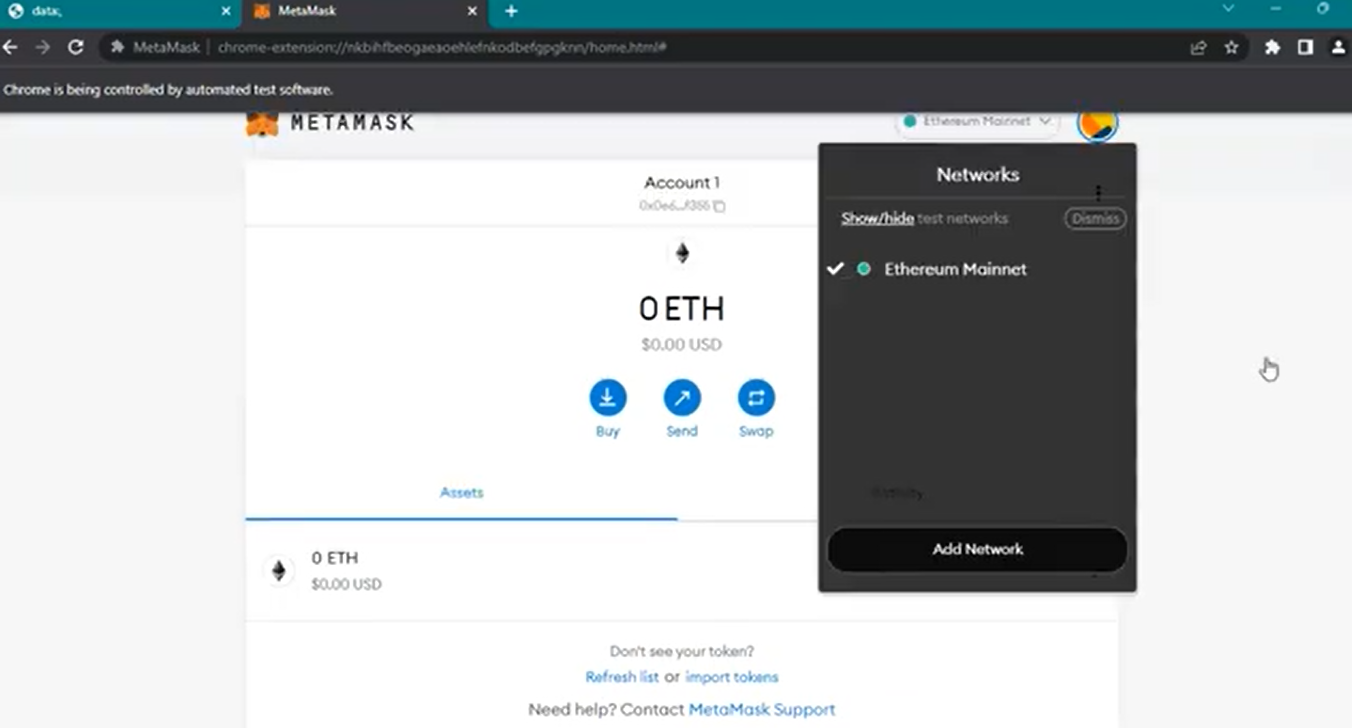 data:,
MetaMask
MetaMask
chrome-extension://nkbihfbeogaeaoehlefnkodbefgpgknn/home.html#
Chrome is being controlled by automated test software.
METAMASK
Ethereum Mainnet
Account 1
0x0e6...f355
0 ETH
$0.00 USD
Buy
Send
Swap
Assets
0 ETH
$0.00 USD
Don't see your token?
Refresh list or import tokens
Need help? Contact MetaMask Support
Networks
Show/hide test networks
Dismiss
Ethereum Mainnet
Activity
Add Network